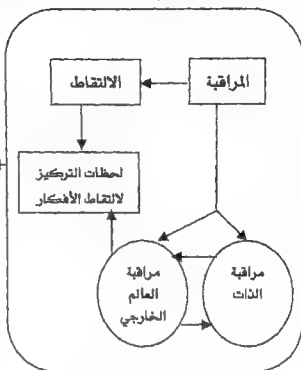 المراقبة
الالتقاط
لحظات التركيز
لالتقاط الأفكار
مراقبة
الذات
مراقبة
العالم
الخارجي